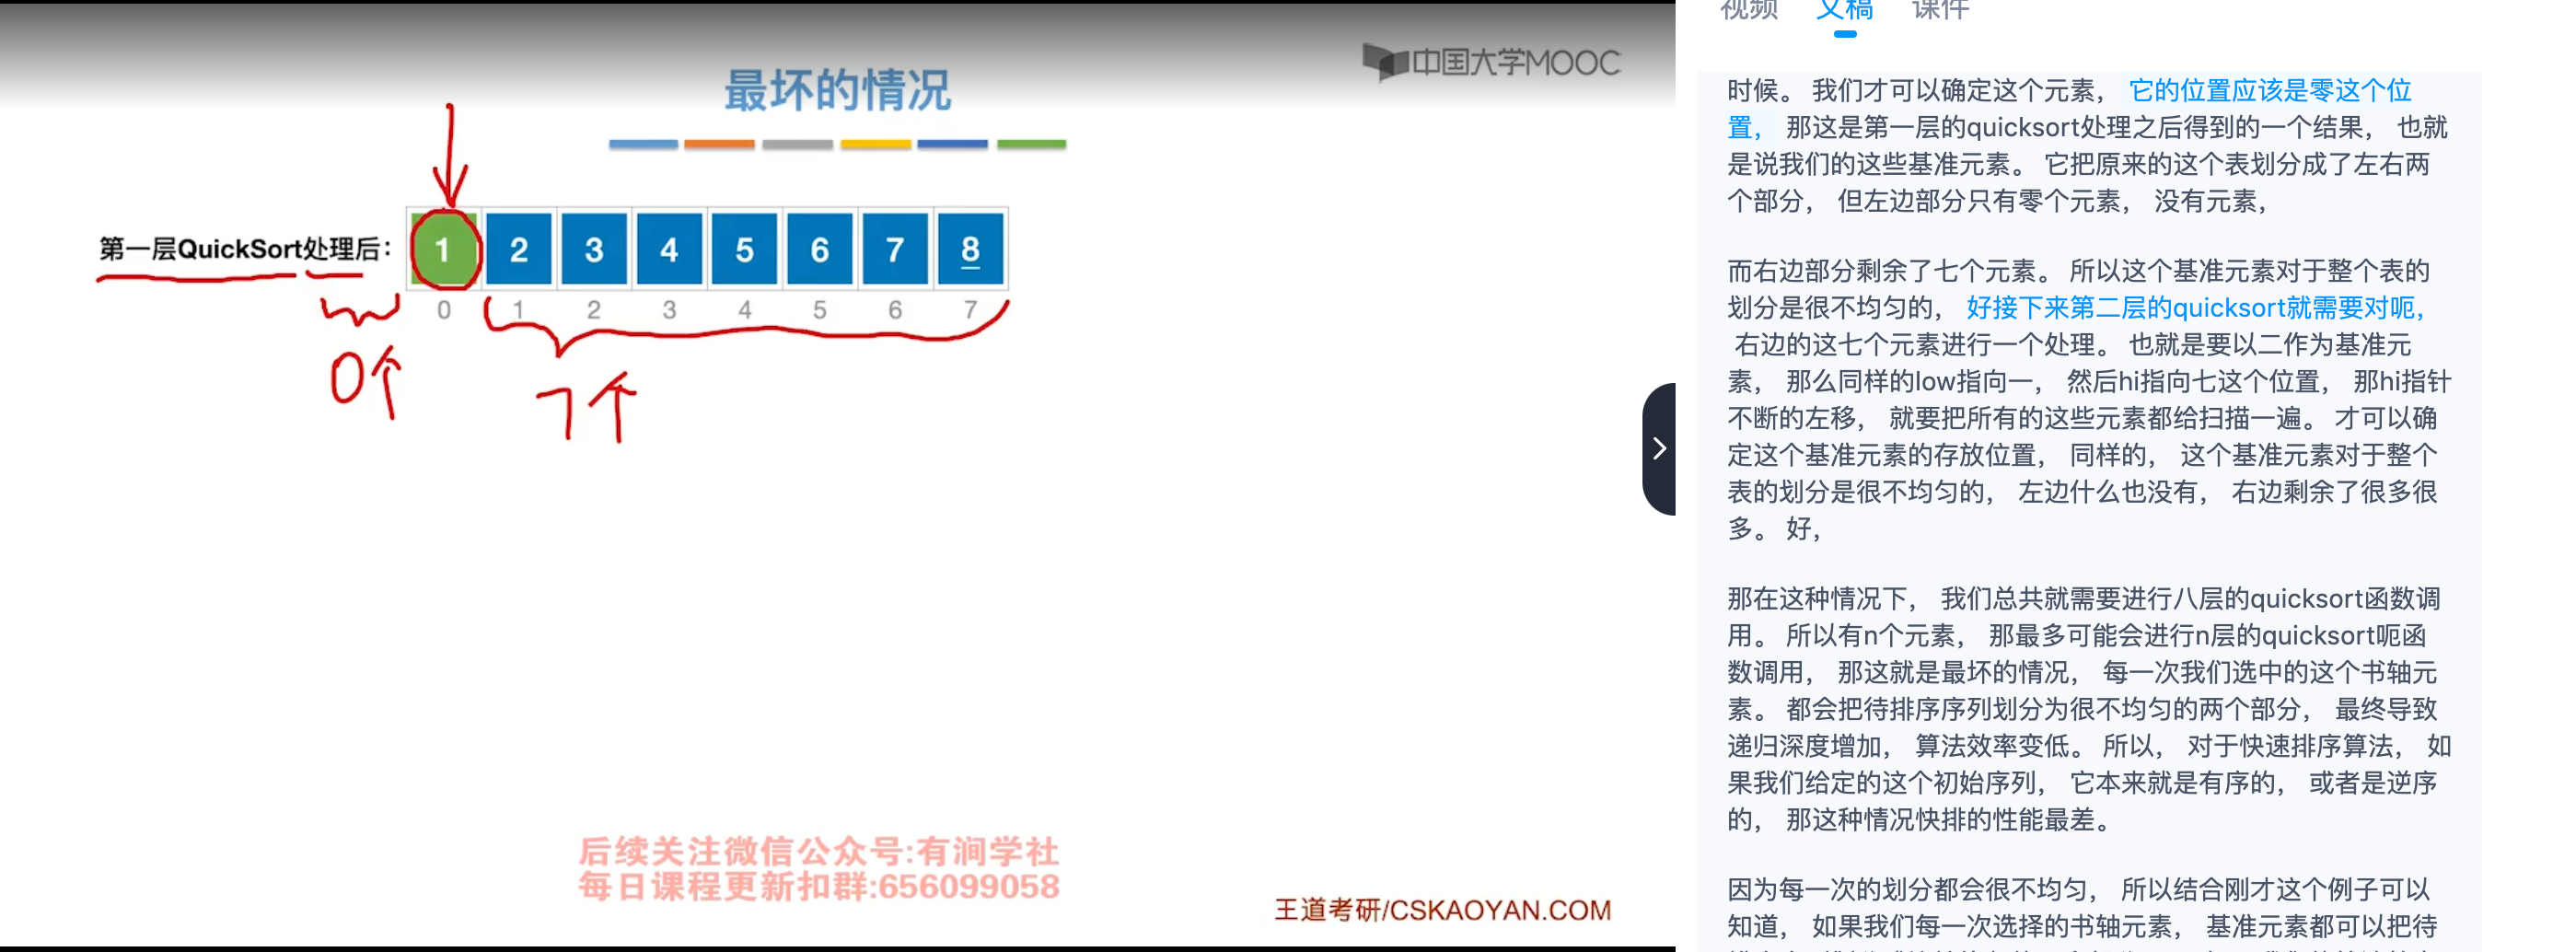 中国大学MOOC
最坏的情况
第一层QuickSort处理后:
1 2 3 4 5 6 7 8
0 1 2 3 4 5 6 7
0个
7个
后续关注微信公众号:有涧学社
每日课程更新扣群:656099058
王道考研/CSKAOYAN.COM
视频 文稿 课件
时候。 我们才可以确定这个元素， 它的位置应该是零这个位
置， 那这是第一层的quicksort处理之后得到的一个结果， 也就
是说我们的这些基准元素。 它把原来的这个表划分成了左右两
个部分， 但左边部分只有零个元素， 没有元素，
而右边部分剩余了七个元素。 所以这个基准元素对于整个表的
划分是很不均匀的， 好接下来第二层的quicksort就需要对呃，
右边的这七个元素进行一个处理。 也就是要以二作为基准元
素， 那么同样的low指向一， 然后hi指向七这个位置， 那hi指针
不断的左移， 就要把所有的这些元素都给扫描一遍。 才可以确
定这个基准元素的存放位置， 同样的， 这个基准元素对于整个
表的划分是很不均匀的， 左边什么也没有， 右边剩余了很多很
多。 好，
那在这种情况下， 我们总共就需要进行八层的quicksort函数调
用。 所以有n个元素， 那最多可能会进行n层的quicksort呃函
数调用， 那这就是最坏的情况， 每一次我们选中的这个书轴元
素。 都会把待排序序列划分为很不均匀的两个部分， 最终导致
递归深度增加， 算法效率变低。 所以， 对于快速排序算法， 如
果我们给定的这个初始序列， 它本来就是有序的， 或者是逆序
的， 那这种情况快排的性能最差。
因为每一次的划分都会很不均匀， 所以结合刚才这个例子可以
知道， 如果我们每一次选择的书轴元素， 基准元素都可以把待